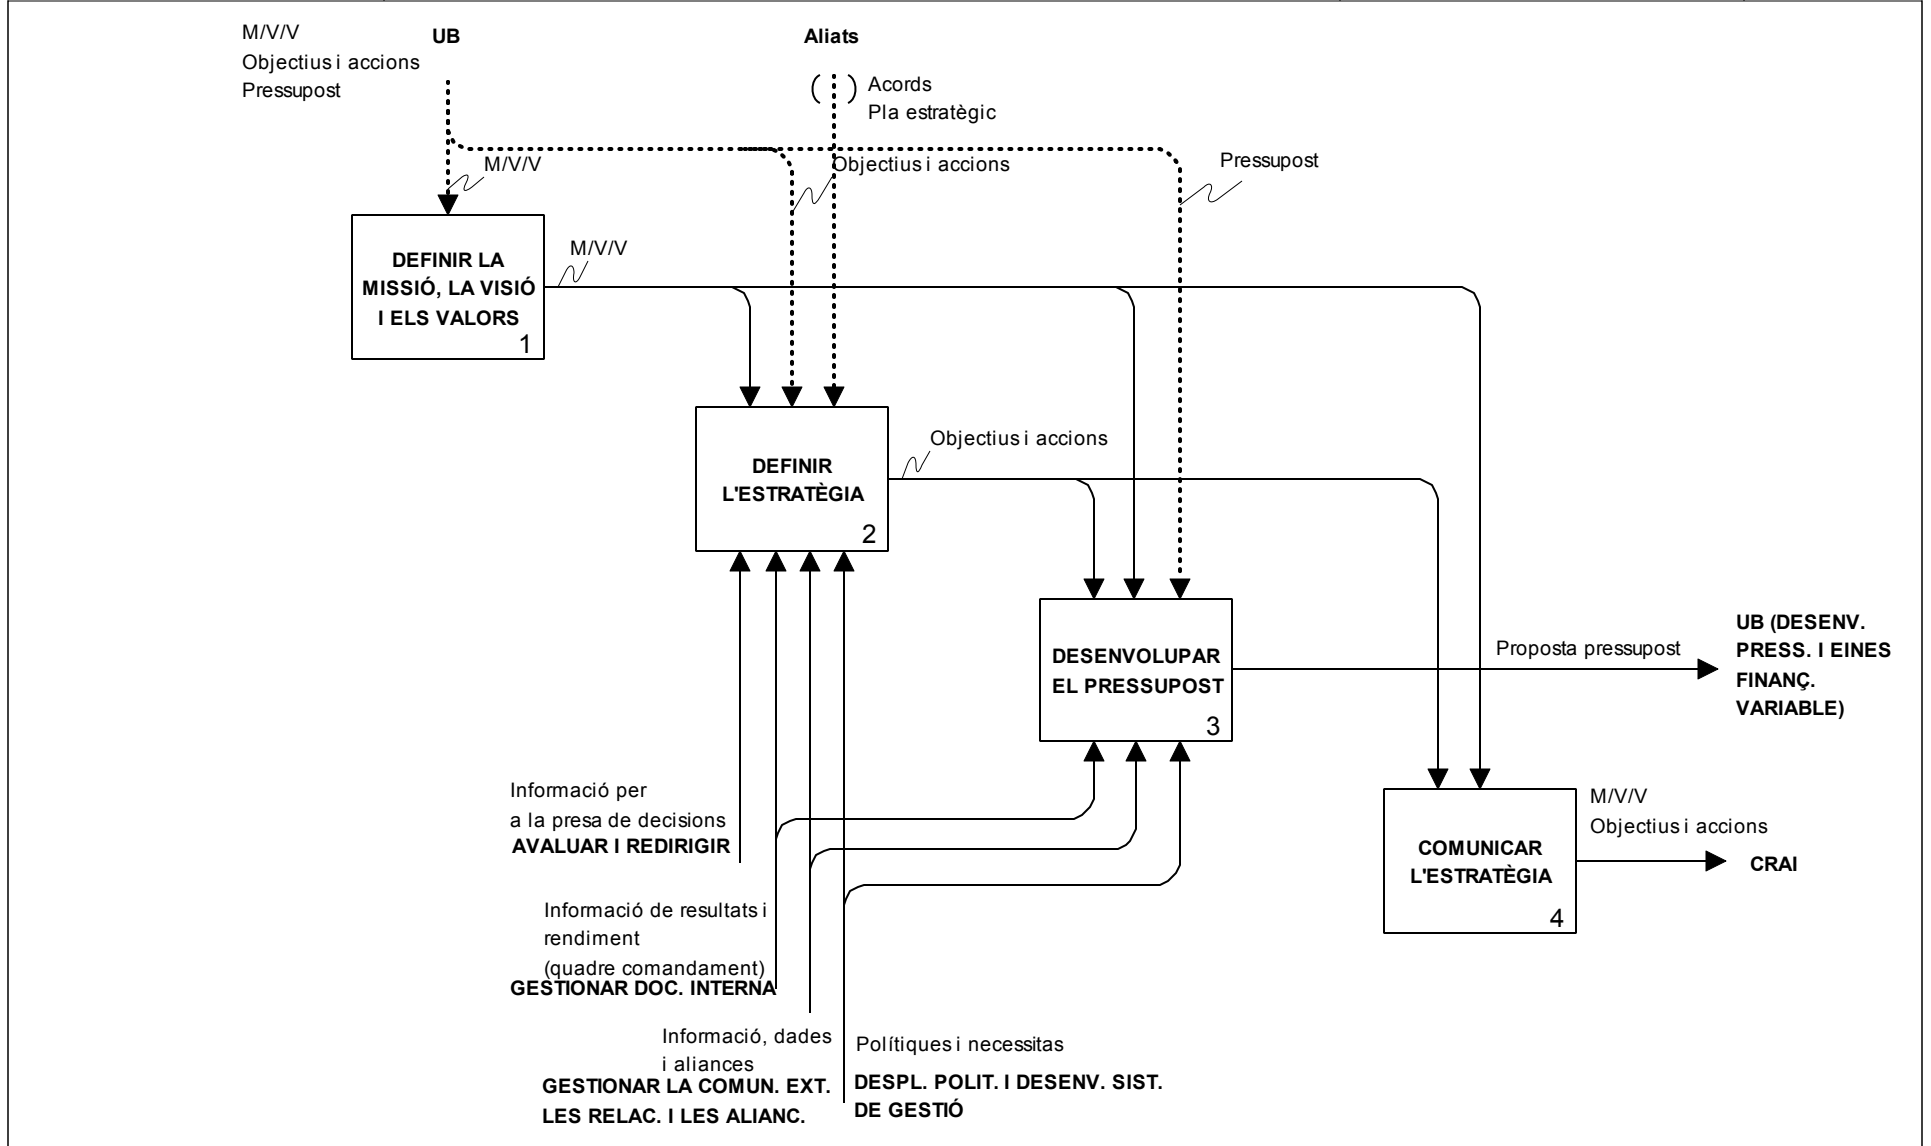 M/V/V
Objectius i accions
Pressupost
UB
Aliats
( ) Acords
Pla estratègic
M/V/V
Objectius i accions
Pressupost
DEFINIR LA
MISSIÓ, LA VISIÓ
I ELS VALORS
1
M/V/V
DEFINIR
L'ESTRATÈGIA
2
Objectius i accions
DESENVOLUPAR
EL PRESSUPOST
3
Proposta pressupost
UB (DESENV.
PRESS. I EINES
FINANÇ.
VARIABLE)
Informació per
a la presa de decisions
AVALUAR I REDIRIGIR
COMUNICAR
L'ESTRATÈGIA
4
M/V/V
Objectius i accions
CRAI
Informació de resultats i
rendiment
(quadre comandament)
GESTIONAR DOC. INTERNA
Informació, dades
i aliances
GESTIONAR LA COMUN. EXT.
LES RELAC. I LES ALIANC.
Polítiques i necessitas
DESPL. POLIT. I DESENV. SIST.
DE GESTIÓ